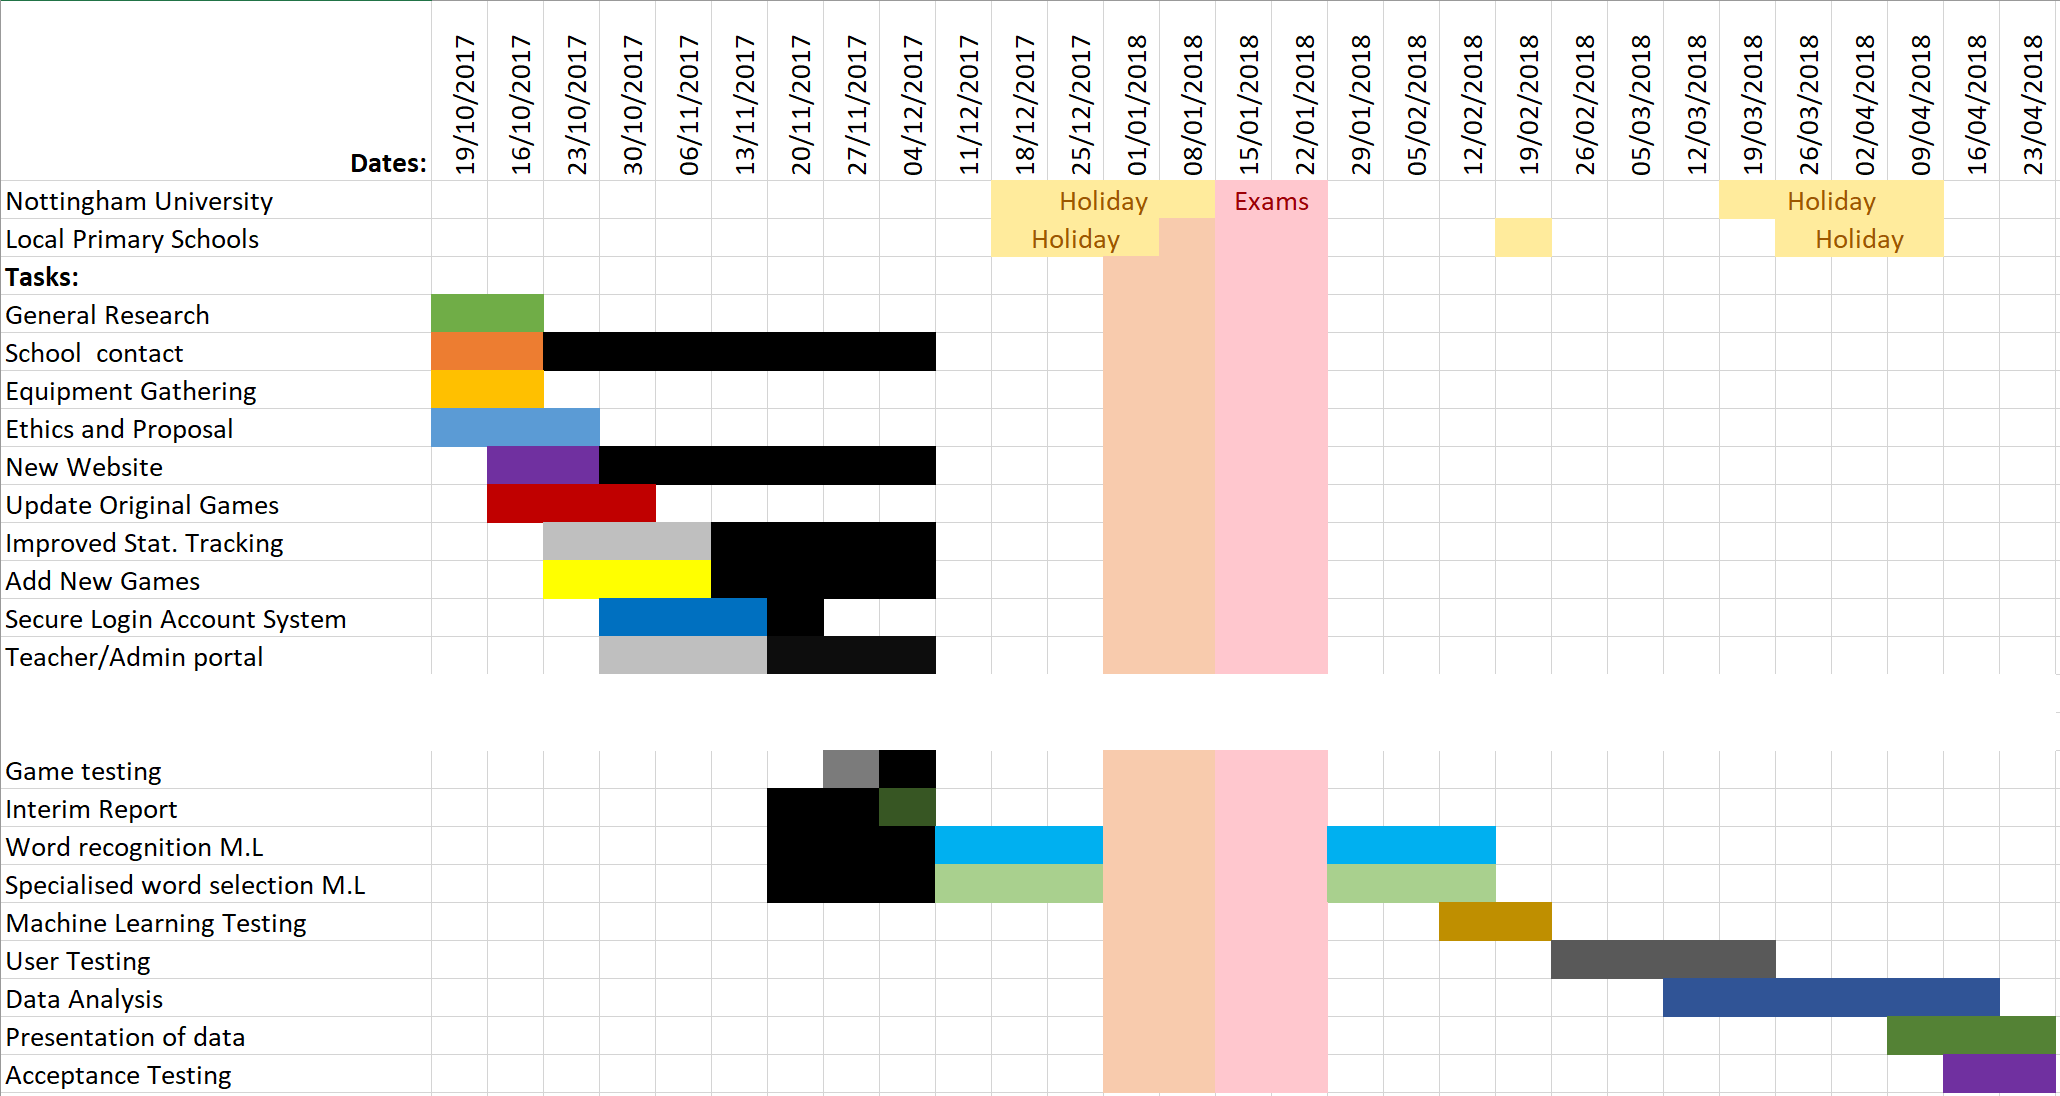 Dates:
19/10/2017
16/10/2017
23/10/2017
30/10/2017
06/11/2017
13/11/2017
20/11/2017
27/11/2017
04/12/2017
11/12/2017
18/12/2017
25/12/2017
01/01/2018
08/01/2018
15/01/2018
22/01/2018
29/01/2018
05/02/2018
12/02/2018
19/02/2018
26/02/2018
05/03/2018
12/03/2018
19/03/2018
26/03/2018
02/04/2018
09/04/2018
16/04/2018
23/04/2018
Nottingham University Holiday Exams Holiday
Local Primary Schools Holiday Holiday
Tasks:
General Research
School  contact
Equipment Gathering
Ethics and Proposal
New Website
Update Original Games
Improved Stat. Tracking
Add New Games
Secure Login Account System
Teacher/Admin portal
Game testing
Interim Report
Word recognition M.L
Specialised word selection M.L
Machine Learning Testing
User Testing
Data Analysis
Presentation of data
Acceptance Testing